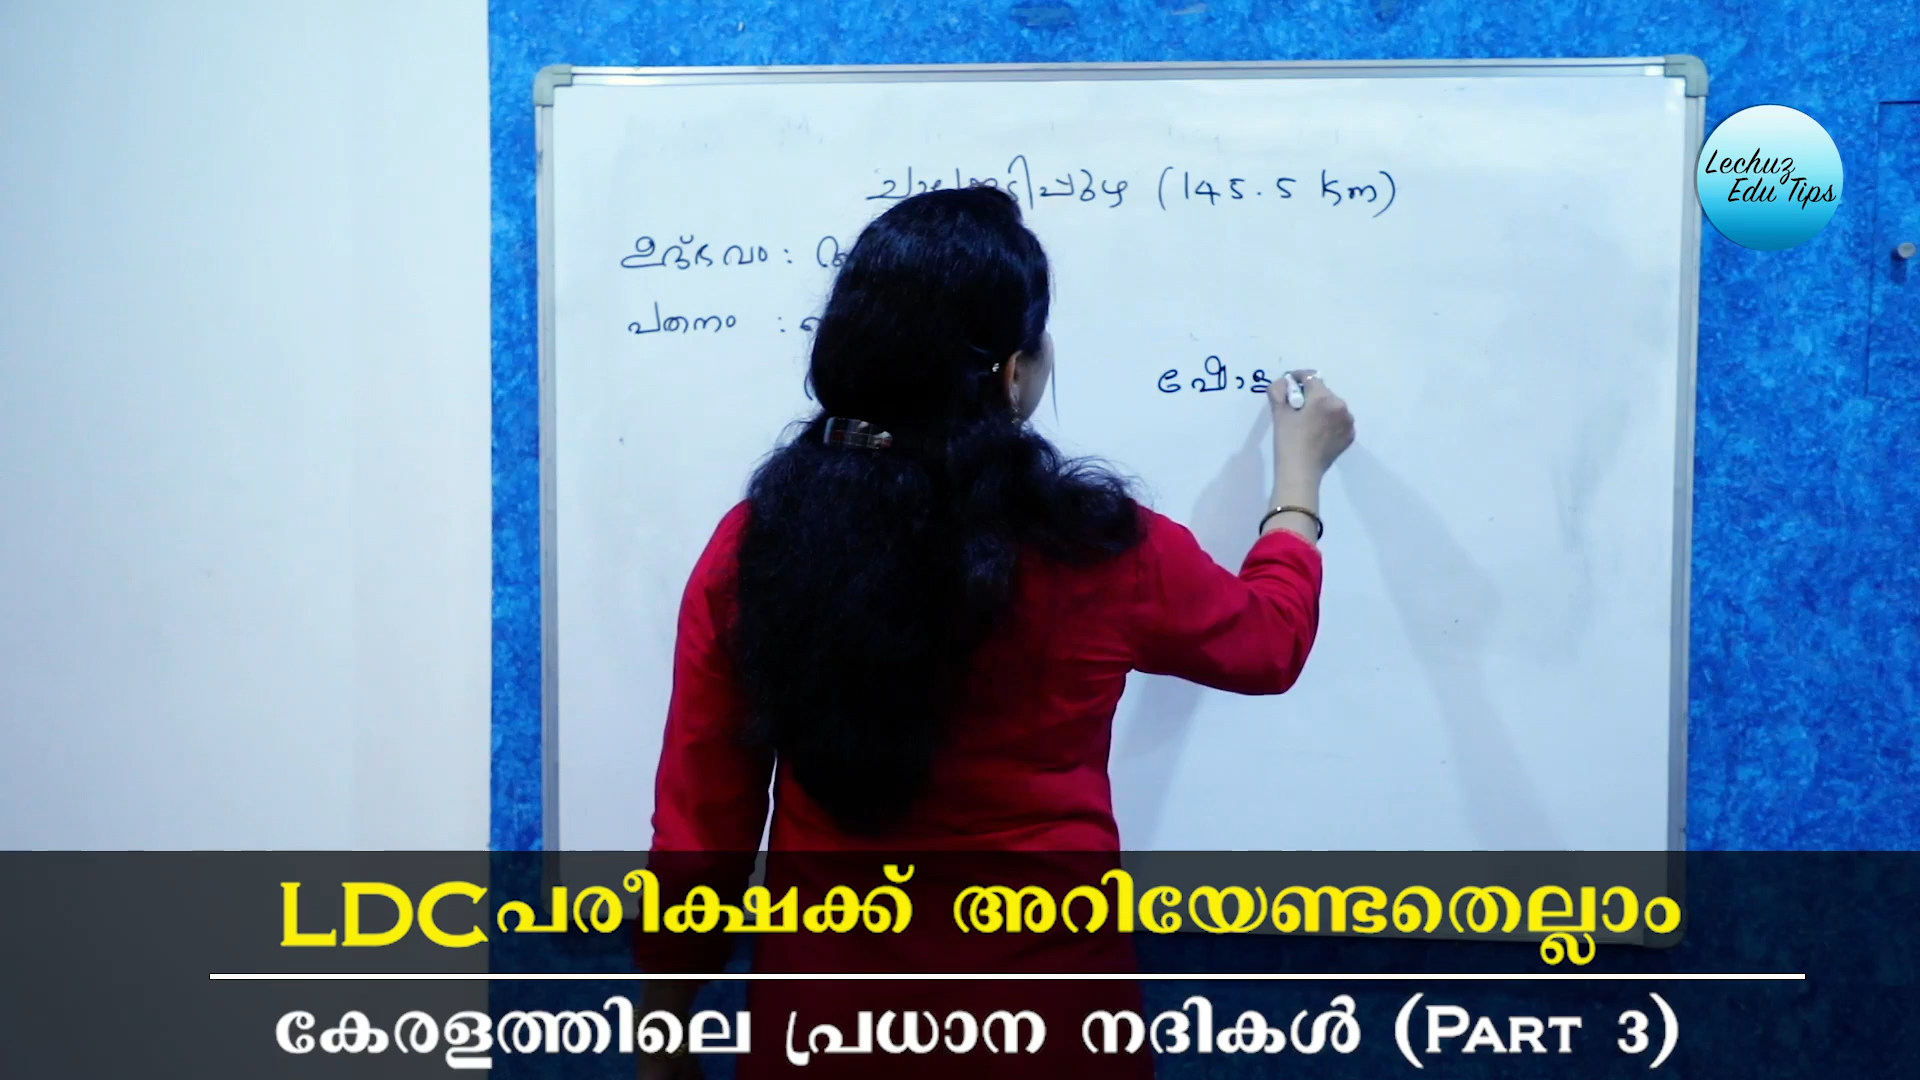 ചാലക്കുടിപ്പുഴ (145.5 Km)
ഉദ്ഭവം :
പതനം :
ഷോള
Lechuz
Edu Tips
LDC പരീക്ഷക്ക് അറിയേണ്ടതെല്ലാം
കേരളത്തിലെ പ്രധാന നദികൾ (Part 3)